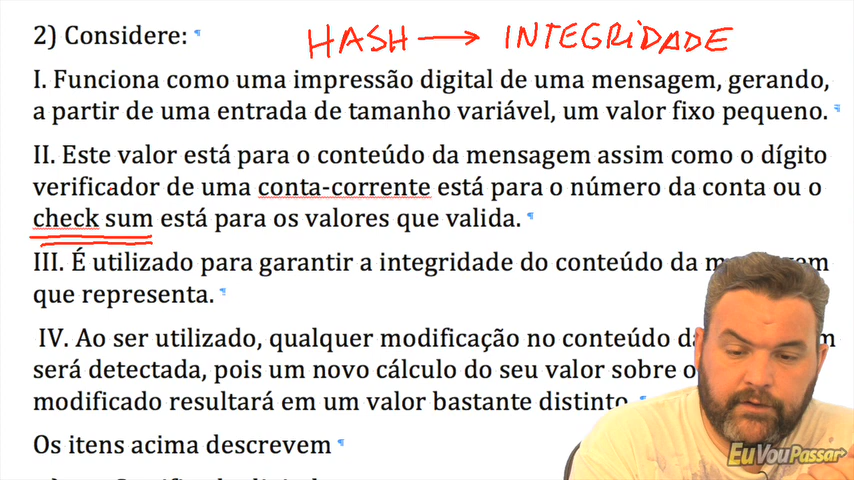 2) Considere:
HASH → INTEGRIDADE
I. Funciona como uma impressão digital de uma mensagem, gerando,
a partir de uma entrada de tamanho variável, um valor fixo pequeno.
II. Este valor está para o conteúdo da mensagem assim como o dígito
verificador de uma conta-corrente está para o número da conta ou o
check sum está para os valores que valida.
III. É utilizado para garantir a integridade do conteúdo da
que representa.
IV. Ao ser utilizado, qualquer modificação no conteúdo
será detectada, pois um novo cálculo do seu valor sobre o
modificado resultará em um valor bastante distinto.
Os itens acima descrevem
EuVouPassar